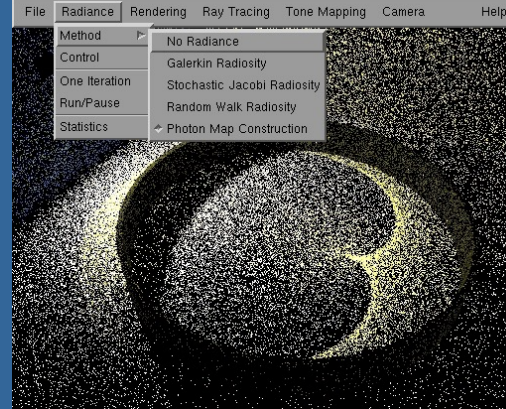 File Radiance Rendering Ray Tracing Tone Mapping Camera Help
Method
Control
One Iteration
Run/Pause
Statistics
No Radiance
Galerkin Radiosity
Stochastic Jacobi Radiosity
Random Walk Radiosity
Photon Map Construction